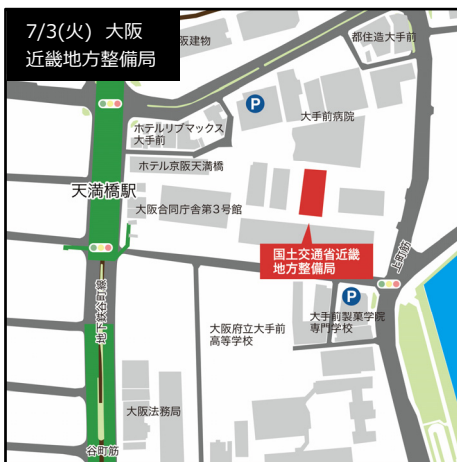 7/3(火) 大阪
近畿地方整備局
阪建物
都住造大手前
P
大手前病院
ホテルリブマックス
大手前
ホテル京阪天満橋
天満橋駅
大阪合同庁舎第3号館
国土交通省近畿
地方整備局
上町筋
地下鉄谷町線
P
大手前製菓学院
専門学校
大阪府立大手前
高等学校
大阪法務局
谷町筋